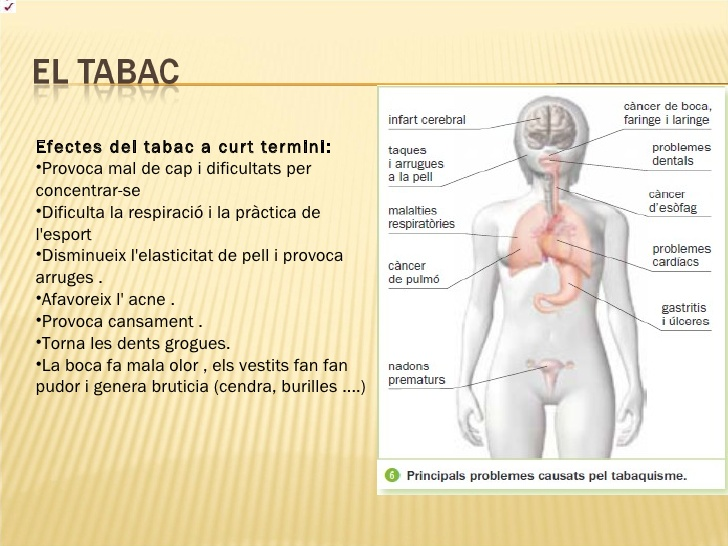 EL TABAC
Efectes del tabac a curt termini:
•Provoca mal de cap i dificultats per
concentrar-se
•Dificulta la respiració i la pràctica de
l'esport
•Disminueix l'elasticitat de pell i provoca
arruges .
•Afavoreix l' acne .
•Provoca cansament .
•Torna les dents grogues.
•La boca fa mala olor , els vestits fan fan
pudor i genera bruticia (cendra, burilles ....)
infart cerebral
taques
i arrugues
a la pell
malalties
respiratòries
càncer
de pulmó
nadons
prematurs
càncer de boca,
faringe i laringe
problemes
dentals
càncer
d'esòfag
problemes
cardíacs
gastritis
i úlceres
6 Principals problemes causats pel tabaquisme.